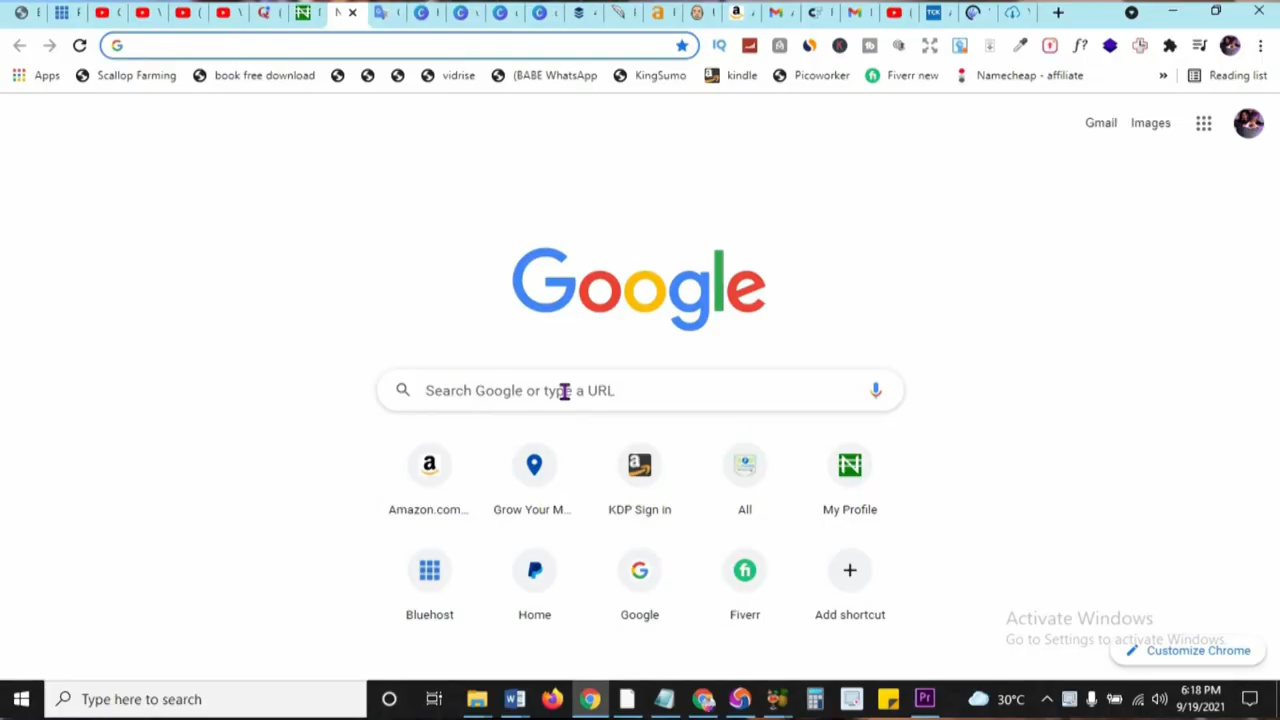 Apps
Scallop Farming
book free download
vidrise
(BABE WhatsApp
KingSumo
kindle
Picoworker
Fiverr new
Namecheap - affiliate
»
Reading list
Gmail
Images
Google
Search Google or type a URL
Amazon.com...
Grow Your M...
KDP Sign in
All
My Profile
Bluehost
Home
Google
Fiverr
Add shortcut
Activate Windows
Go to Settings to activate Windows.
Customize Chrome
Type here to search
30°C
6:18 PM
9/19/2021